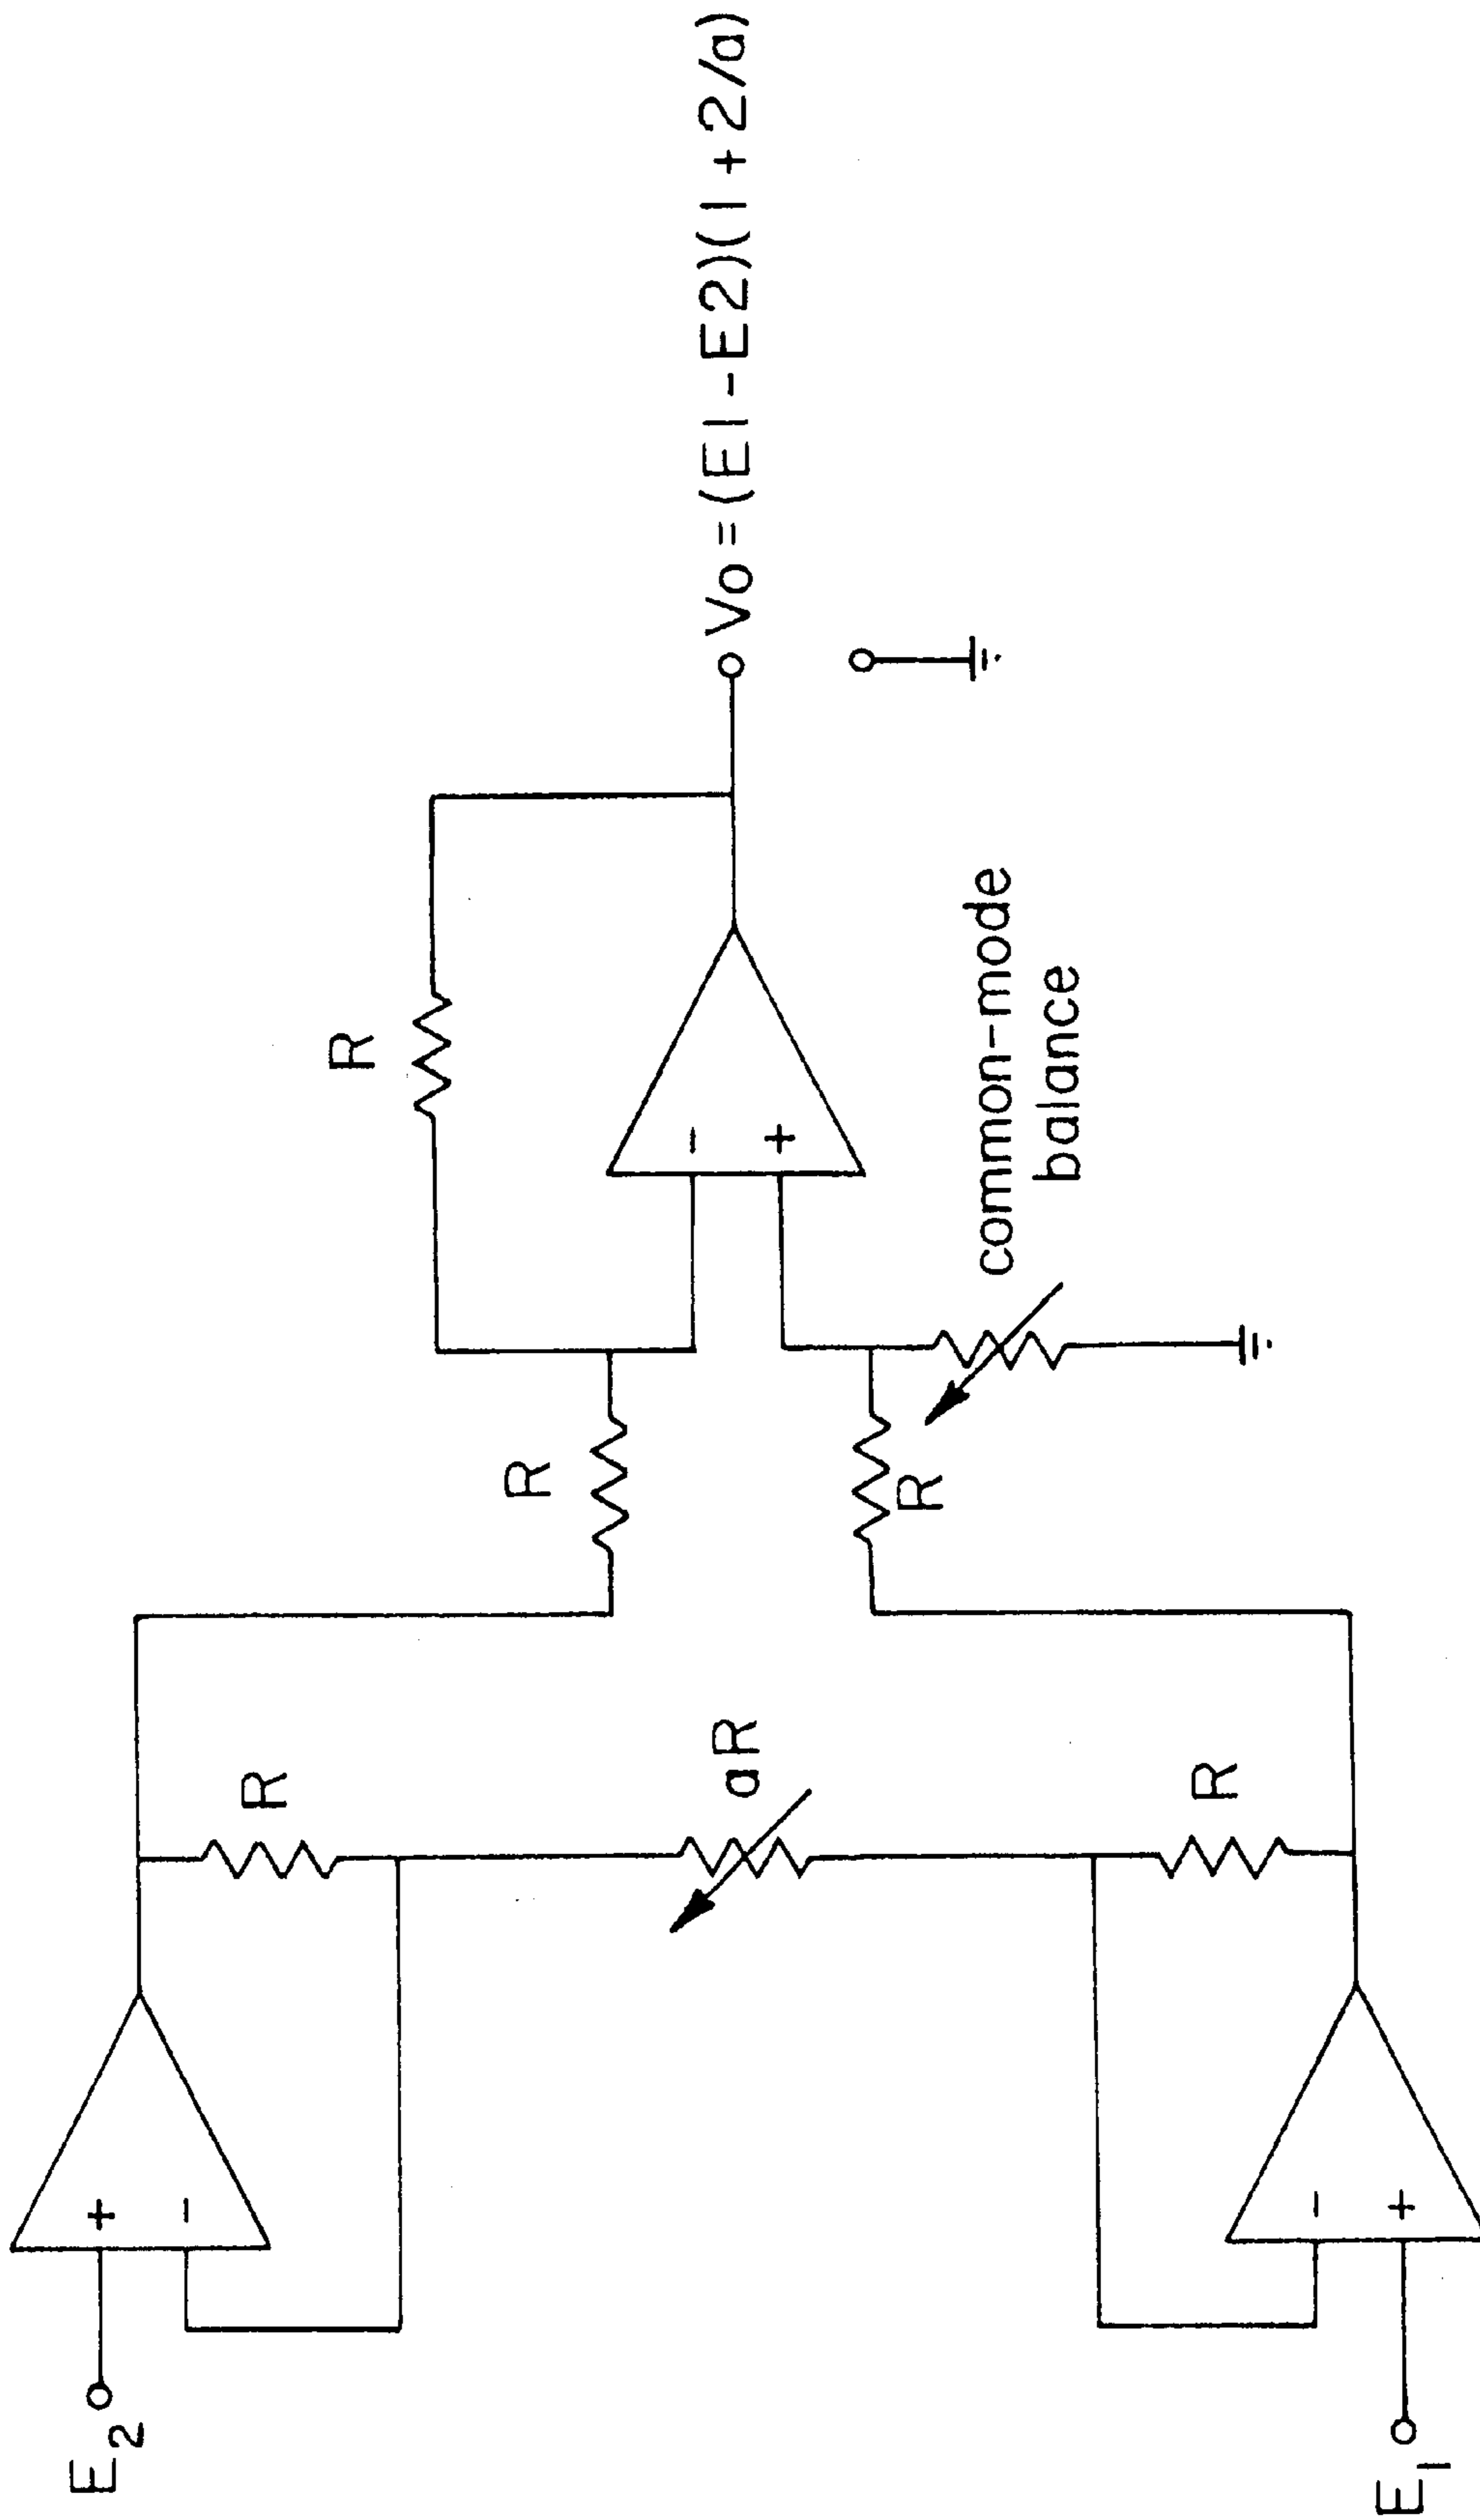 E2
+
−
R
R
R
−
+
Vo = (E1 - E2)(1 + 2/a)
aR
R
common-mode
balance
R
−
+
E1